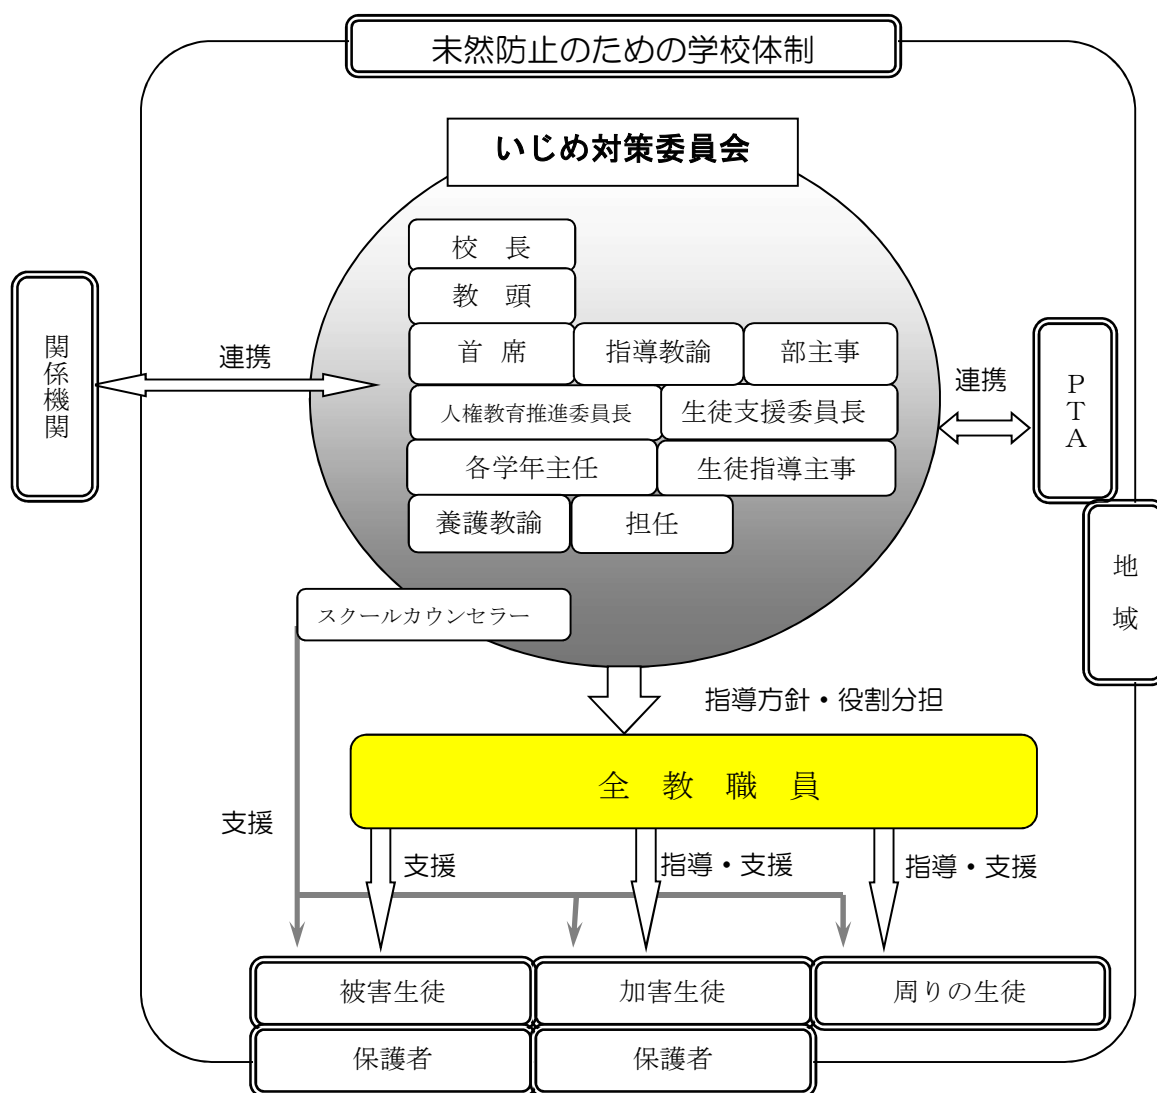 未然防止のための学校体制
いじめ対策委員会
校　長
教　頭
首 席
指導教諭
部主事
人権教育推進委員長
生徒支援委員長
各学年主任
生徒指導主事
養護教諭
担任
スクールカウンセラー
関係機関
連携
連携
PTA
地　域
指導方針・役割分担
全　教　職　員
支援
支援
指導・支援
指導・支援
被害生徒
加害生徒
周りの生徒
保護者
保護者